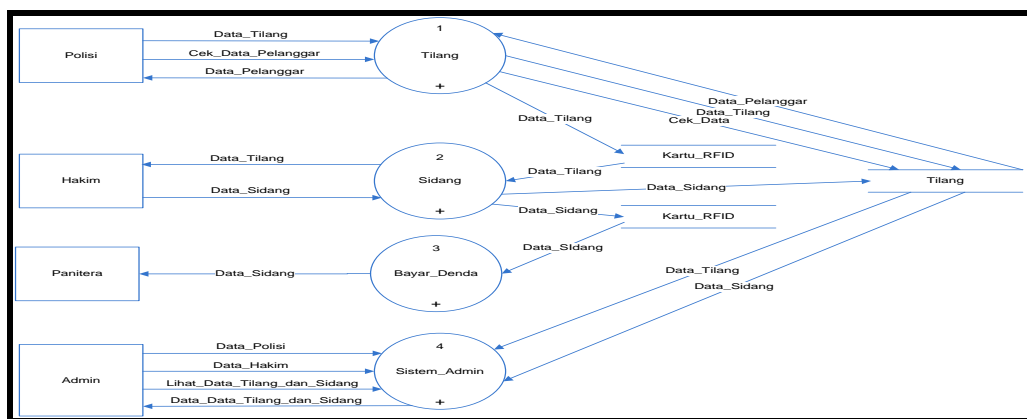 1
Polisi
Data_Tilang
Cek_Data_Pelanggar
Data_Pelanggar
Tilang
+
Data_Pelanggar
Data_Tilang
Cek_Data
Data_Tilang
Kartu_RFID
Hakim
Data_Tilang
Data_Sidang
2
Sidang
+
Data_Tilang
Data_Sidang
Data_Sidang
Tilang
Kartu_RFID
Panitera
Data_Sidang
3
Bayar_Denda
+
Data_SIdang
Data_Tilang
Data_Sidang
Admin
Data_Polisi
Data_Hakim
Lihat_Data_Tilang_dan_Sidang
Data_Data_Tilang_dan_Sidang
4
Sistem_Admin
+